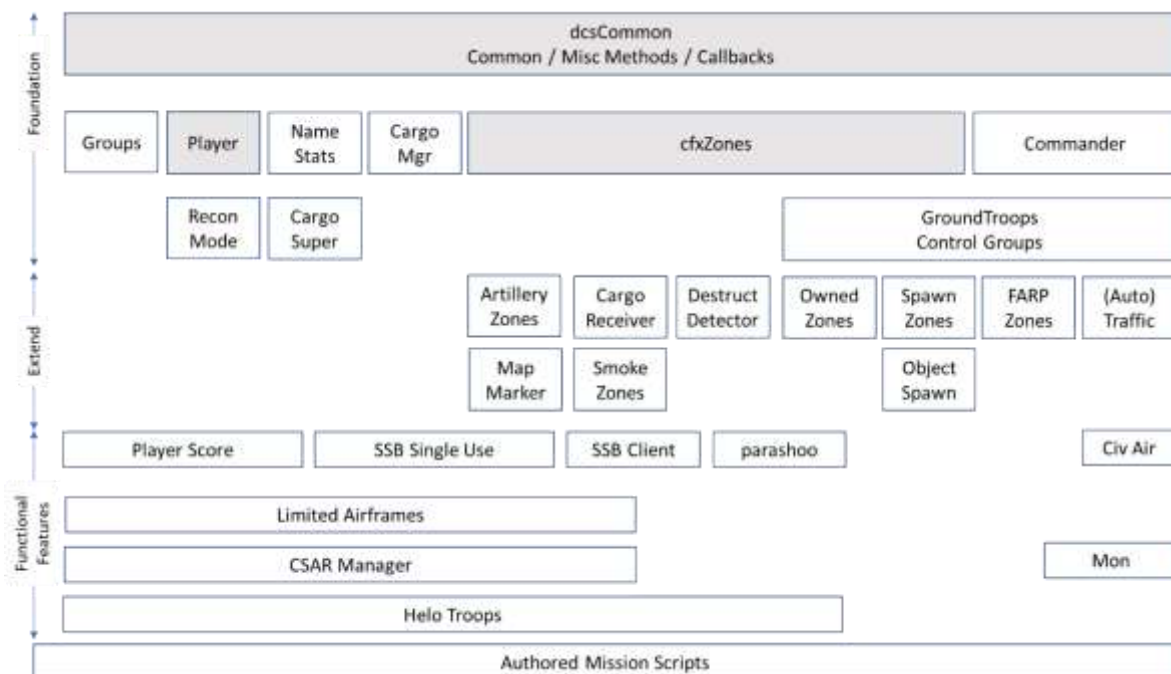 dcsCommon
Common / Misc Methods / Callbacks
Foundation
Groups
Player
Name
Stats
Cargo
Mgr
cfxZones
Commander
Recon
Mode
Cargo
Super
GroundTroops
Control Groups
Extend
Artillery
Zones
Cargo
Receiver
Destruct
Detector
Owned
Zones
Spawn
Zones
FARP
Zones
(Auto)
Traffic
Map
Marker
Smoke
Zones
Object
Spawn
Functional
Features
Player Score
SSB Single Use
SSB Client
parashoo
Civ Air
Limited Airframes
CSAR Manager
Mon
Helo Troops
Authored Mission Scripts